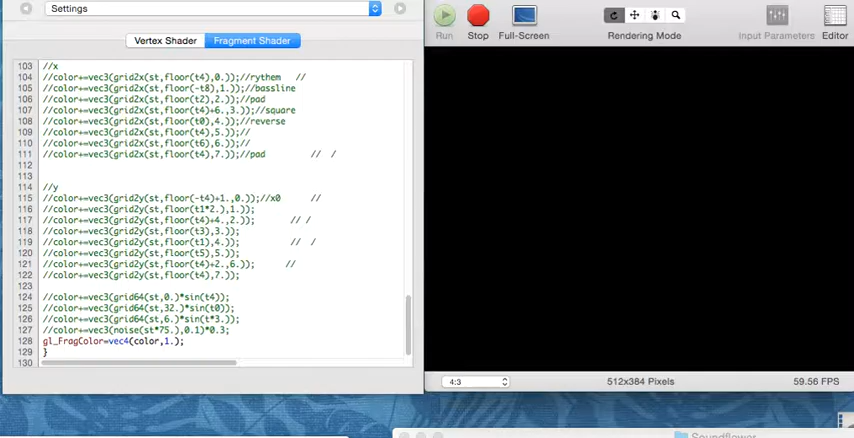 Settings
Run Stop Full-Screen Rendering Mode Input Parameters Editor
Vertex Shader Fragment Shader
103 //x
104 //color+=vec3(grid2x(st,floor(t4),0.));//rythem //
105 //color+=vec3(grid2x(st,floor(-t8),1.));//bassline
106 //color+=vec3(grid2x(st,floor(t2),2.));//pad
107 //color+=vec3(grid2x(st,floor(t4)+6.,3.));//square
108 //color+=vec3(grid2x(st,floor(t0),4.));//reverse
109 //color+=vec3(grid2x(st,floor(t4),5.));//
110 //color+=vec3(grid2x(st,floor(t6),6.));//
111 //color+=vec3(grid2x(st,floor(t4),7.));//pad // /
112
113
114 //y
115 //color+=vec3(grid2y(st,floor(-t4)+1.,0.));//x0 //
116 //color+=vec3(grid2y(st,floor(t1*2.),1.));
117 //color+=vec3(grid2y(st,floor(t4)+4.,2.)); // /
118 //color+=vec3(grid2y(st,floor(t3),3.));
119 //color+=vec3(grid2y(st,floor(t1),4.)); // /
120 //color+=vec3(grid2y(st,floor(t5),5.));
121 //color+=vec3(grid2y(st,floor(t4)+2.,6.)); //
122 //color+=vec3(grid2y(st,floor(t4),7.));
123
124 //color+=vec3(grid64(st,0.)*sin(t4));
125 //color+=vec3(grid64(st,32.)*sin(t0));
126 //color+=vec3(grid64(st,6.)*sin(t*3.));
127 //color+=vec3(noise(st*75.),0.1)*0.3;
128 gl_FragColor=vec4(color,1.);
129 }
130
4:3 512x384 Pixels 59.56 FPS
Soundflower